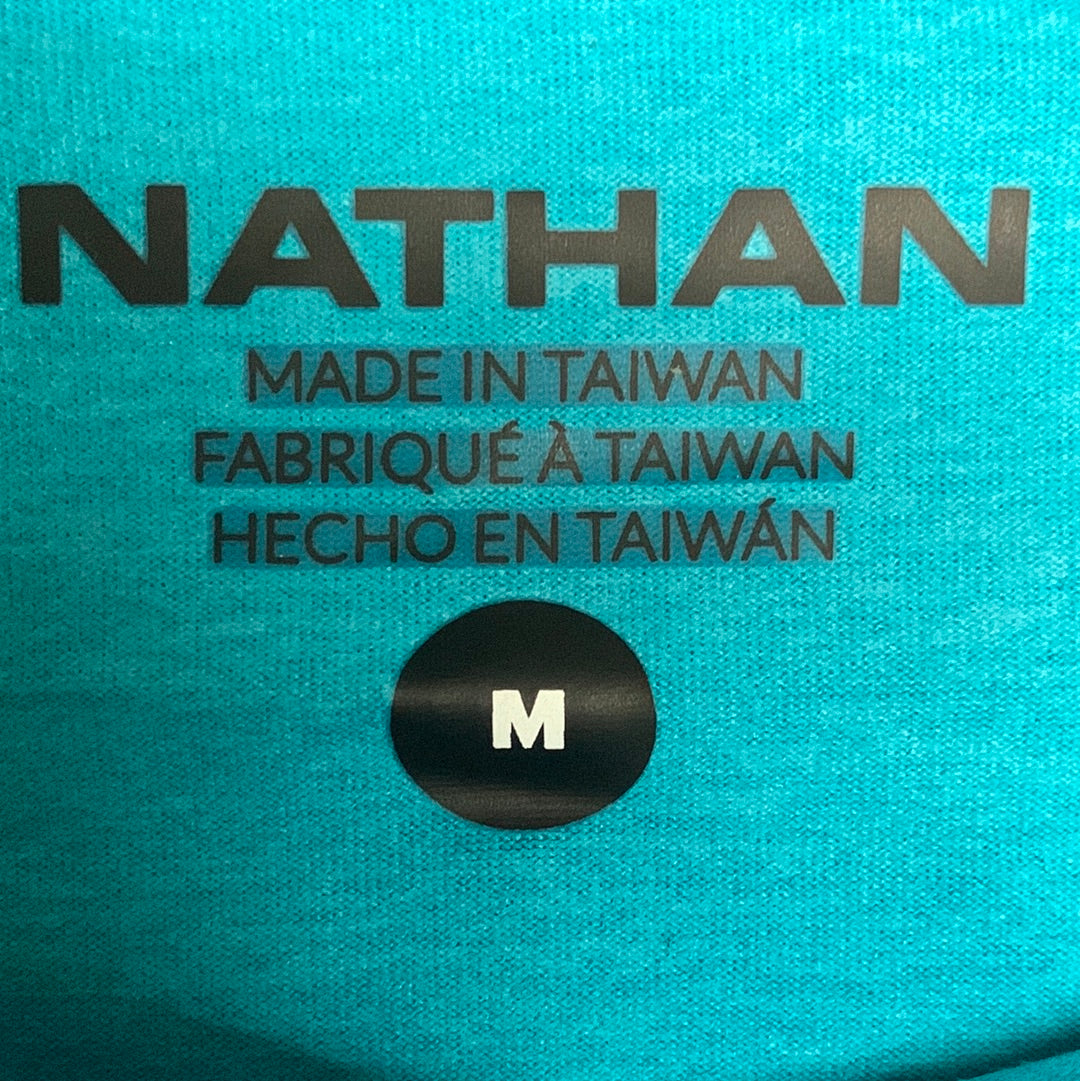 NATHAN
MADE IN TAIWAN
FABRIQUÉ À TAIWAN
HECHO EN TAIWÁN
M